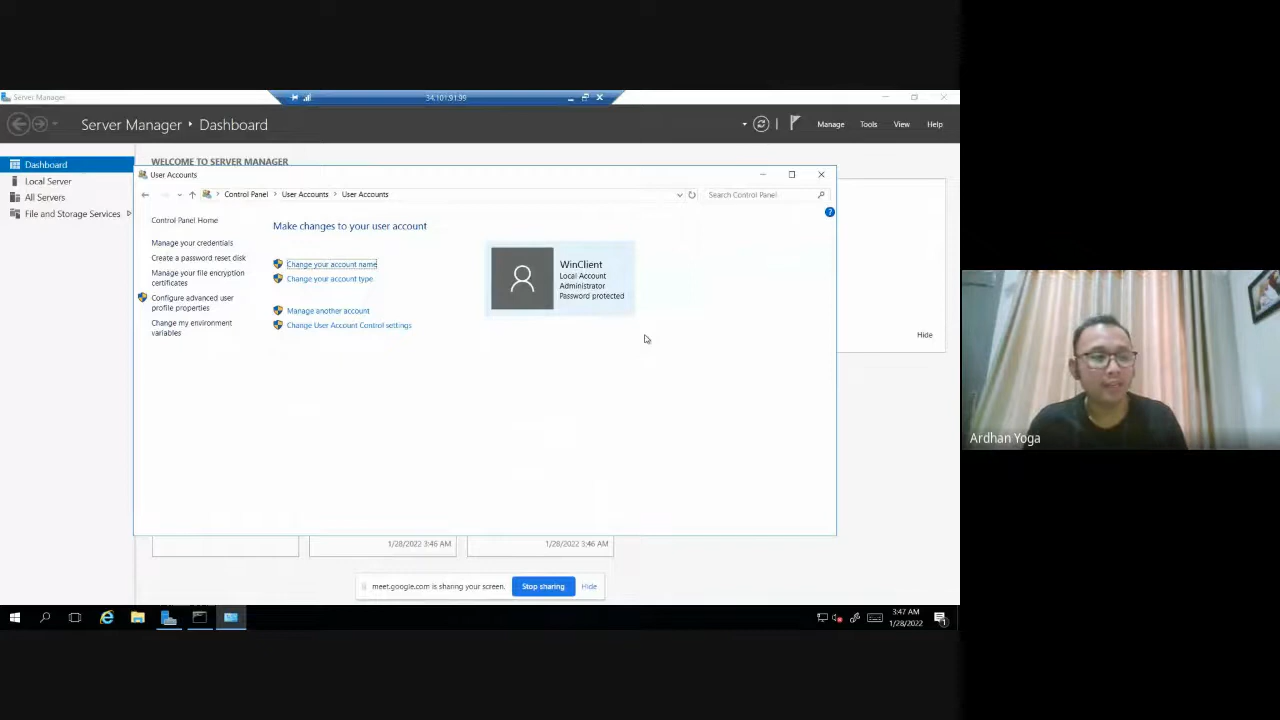 Server Manager
34.101.91.99
Server Manager • Dashboard
Manage Tools View Help
Dashboard
Local Server
All Servers
File and Storage Services
WELCOME TO SERVER MANAGER
User Accounts
Control Panel > User Accounts > User Accounts
Search Control Panel
Control Panel Home
Manage your credentials
Create a password reset disk
Manage your file encryption
certificates
Configure advanced user
profile properties
Change my environment
variables
Make changes to your user account
Change your account name
Change your account type
Manage another account
Change User Account Control settings
WinClient
Local Account
Administrator
Password protected
Hide
1/28/2022 3:46 AM
1/28/2022 3:46 AM
meet.google.com is sharing your screen.
Stop sharing
Hide
3:47 AM
1/28/2022
Ardhan Yoga